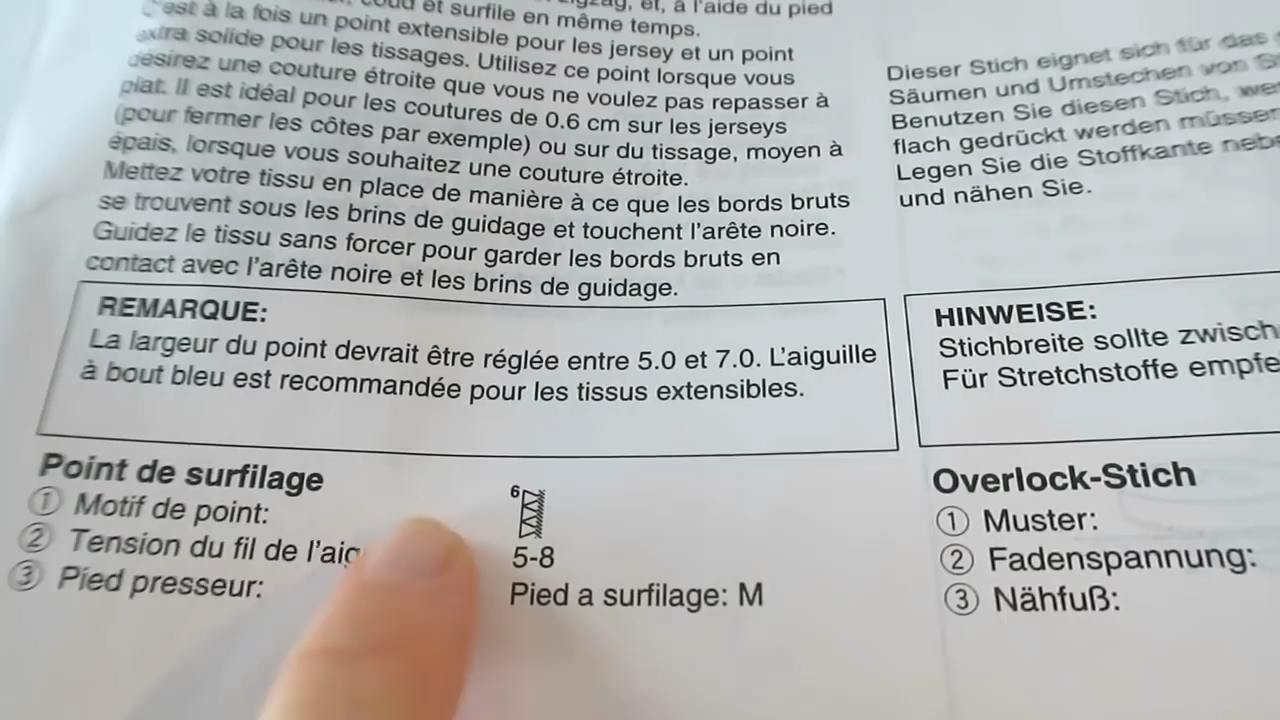 et surfile en même temps.
C'est à la fois un point extensible pour les jersey et un point
extra solide pour les tissages. Utilisez ce point lorsque vous
désirez une couture étroite que vous ne voulez pas repasser à
plat. Il est idéal pour les coutures de 0.6 cm sur les jerseys
(pour fermer les côtes par exemple) ou sur du tissage, moyen à
épais, lorsque vous souhaitez une couture étroite.
Mettez votre tissu en place de manière à ce que les bords bruts
se trouvent sous les brins de guidage et touchent l'arête noire.
Guidez le tissu sans forcer pour garder les bords bruts en
contact avec l'arête noire et les brins de guidage.
REMARQUE:
La largeur du point devrait être réglée entre 5.0 et 7.0. L'aiguille
à bout bleu est recommandée pour les tissus extensibles.
Point de surfilage
① Motif de point:
6
② Tension du fil de l'aig
5-8
③ Pied presseur:
Pied a surfilage: M
Dieser Stich eignet sich für das
Säumen und Umstechen von
Benutzen Sie diesen Stich,
flach gedrückt werden
Legen Sie die Stoffkante
und nähen Sie.
HINWEISE:
Stichbreite sollte zwisch
Für Stretchstoffe empfe
Overlock-Stich
① Muster:
② Fadenspannung:
③ Nähfuß: